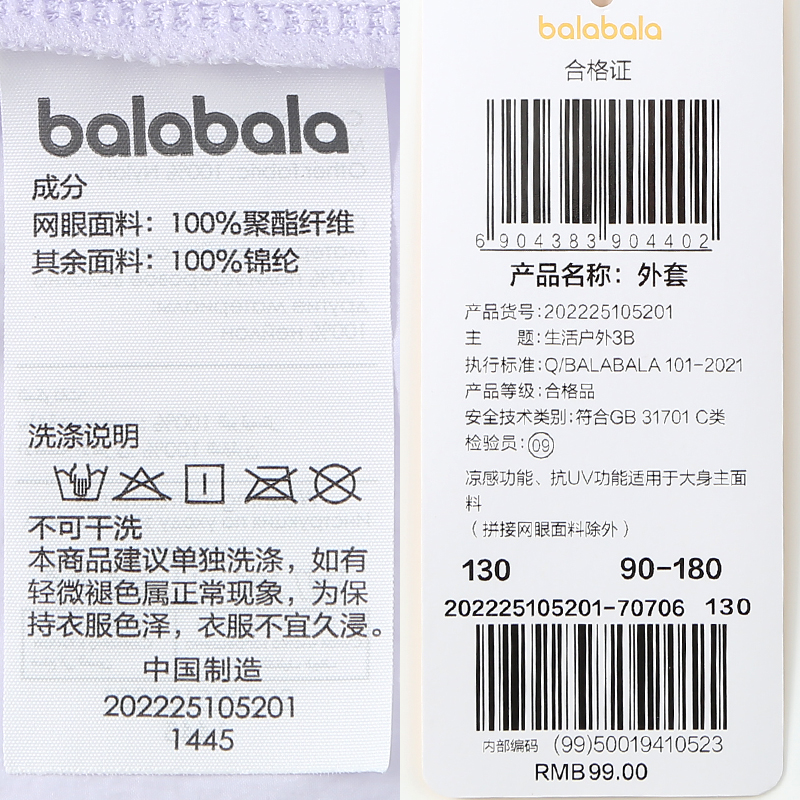 balabala
成分
网眼面料：100%聚酯纤维
其余面料：100%锦纶
洗涤说明
不可干洗
本商品建议单独洗涤，如有
轻微褪色属正常现象，为保
持衣服色泽，衣服不宜久浸。
中国制造
202225105201
1445
balabala
合格证
6 904383 904402
产品名称：外套
产品货号:202225105201
主 题:生活户外3B
执行标准:Q/BALABALA 101-2021
产品等级:合格品
安全技术类别:符合GB 31701 C类
检验员:09
凉感功能、抗UV功能适用于大身主面
料
（拼接网眼面料除外）
130 90-180
202225105201-70706 130
内部编码 (99)50019410523
RMB99.00